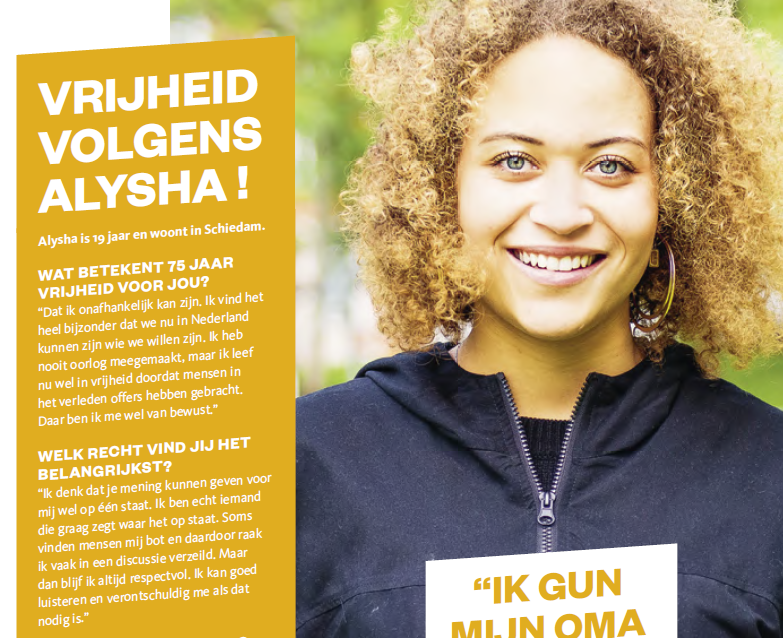 VRIJHEID
VOLGENS
ALYSHA !
Alysha is 19 jaar en woont in Schiedam.
WAT BETEKENT 75 JAAR
VRIJHEID VOOR JOU?
“Dat ik onafhankelijk kan zijn. Ik vind het
heel bijzonder dat we nu in Nederland
kunnen zijn wie we willen zijn. Ik heb
nooit oorlog meegemaakt, maar ik leef
nu wel in vrijheid doordat mensen in
het verleden offers hebben gebracht.
Daar ben ik me wel van bewust.”
WELK RECHT VIND JIJ HET
BELANGRIJKST?
“Ik denk dat je mening kunnen geven voor
mij wel op één staat. Ik ben echt iemand
die graag zegt waar het op staat. Soms
vinden mensen mij bot en daardoor raak
ik vaak in een discussie verzeild. Maar
dan blijf ik altijd respectvol. Ik kan goed
luisteren en verontschuldig me als dat
nodig is.”
“IK GUN
MIJN OMA